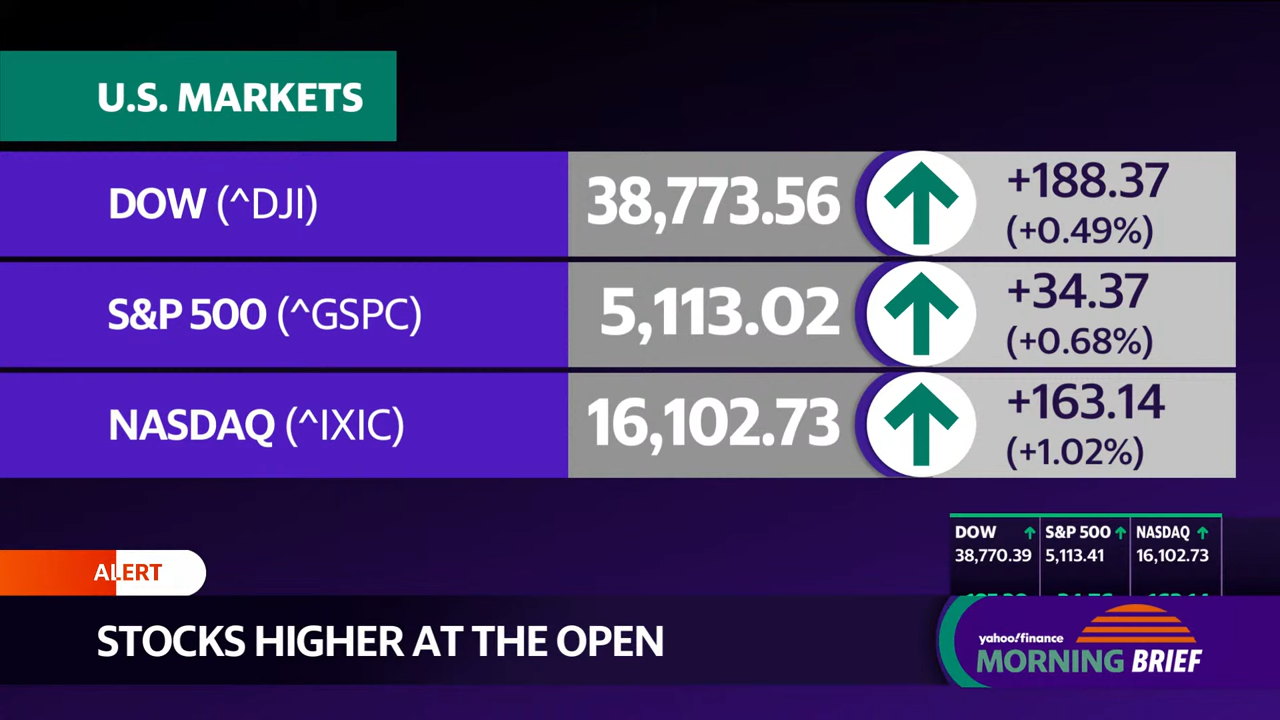 U.S. MARKETS
DOW (^DJI) 38,773.56 +188.37
(+0.49%)
S&P 500 (^GSPC) 5,113.02 +34.37
(+0.68%)
NASDAQ (^IXIC) 16,102.73 +163.14
(+1.02%)
DOW S&P 500 NASDAQ
38,770.39 5,113.41 16,102.73
ALERT
STOCKS HIGHER AT THE OPEN
yahoo!finance
MORNING BRIEF